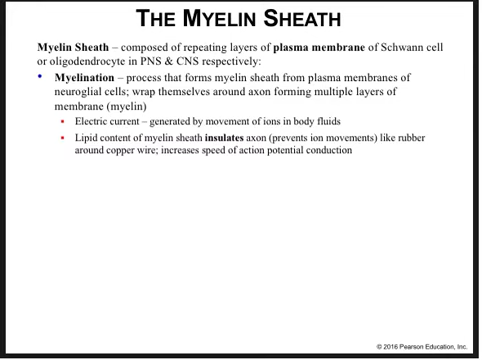 THE MYELIN SHEATH
Myelin Sheath – composed of repeating layers of plasma membrane of Schwann cell
or oligodendrocyte in PNS & CNS respectively:
• Myelination – process that forms myelin sheath from plasma membranes of
neuroglial cells; wrap themselves around axon forming multiple layers of
membrane (myelin)
• Electric current – generated by movement of ions in body fluids
• Lipid content of myelin sheath insulates axon (prevents ion movements) like rubber
around copper wire; increases speed of action potential conduction
© 2016 Pearson Education, Inc.